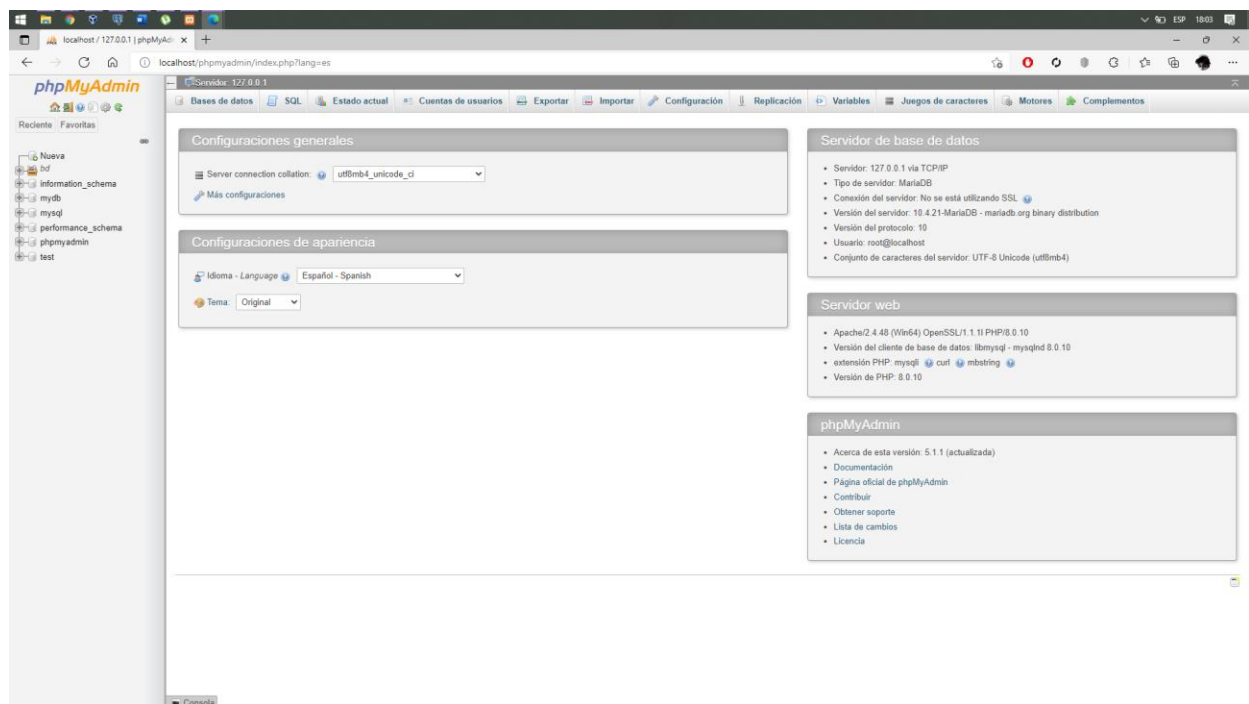 ESP 18:03
localhost / 127.0.0.1 | phpMyAd
localhost/phpmyadmin/index.php?lang=es
phpMyAdmin
Reciente Favoritas
Nueva
bd
information_schema
mydb
mysql
performance_schema
phpmyadmin
test
Servidor: 127.0.0.1
Bases de datos SQL Estado actual Cuentas de usuarios Exportar Importar Configuración Replicación Variables Juegos de caracteres Motores Complementos
Configuraciones generales
Server connection collation: utf8mb4_unicode_ci
Más configuraciones
Configuraciones de apariencia
Idioma - Language Español - Spanish
Tema: Original
Servidor de base de datos
Servidor: 127.0.0.1 via TCP/IP
Tipo de servidor: MariaDB
Conexión del servidor: No se está utilizando SSL
Versión del servidor: 10.4.21-MariaDB - mariadb.org binary distribution
Versión del protocolo: 10
Usuario: root@localhost
Conjunto de caracteres del servidor: UTF-8 Unicode (utf8mb4)
Servidor web
Apache/2.4.48 (Win64) OpenSSL/1.1.1l PHP/8.0.10
Versión del cliente de base de datos: libmysql - mysqlnd 8.0.10
extensión PHP: mysqli curl mbstring
Versión de PHP: 8.0.10
phpMyAdmin
Acerca de esta versión: 5.1.1 (actualizada)
Documentación
Página oficial de phpMyAdmin
Contribuir
Obtener soporte
Lista de cambios
Licencia
Consola